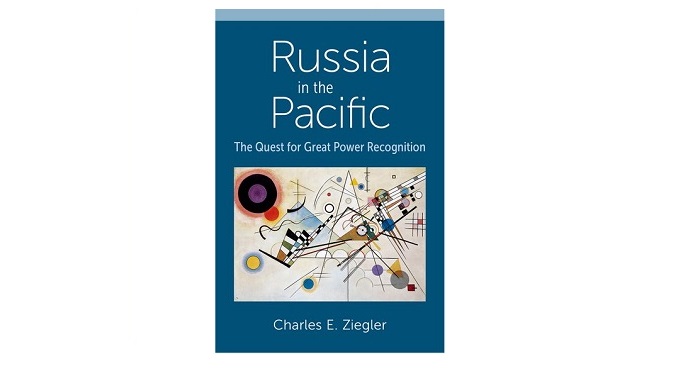 Russia
in the
Pacific
The Quest for Great Power Recognition
Charles E. Ziegler